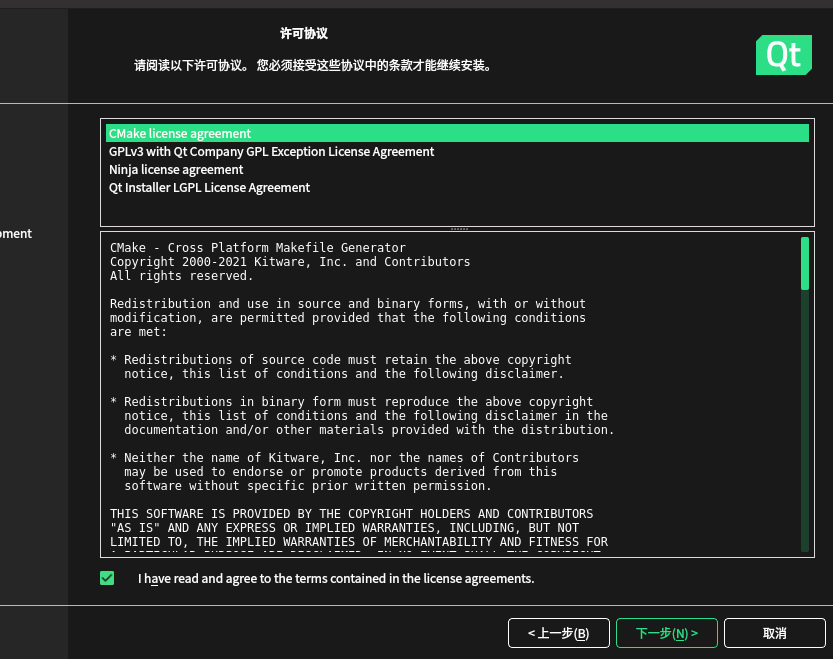 许可协议
请阅读以下许可协议。 您必须接受这些协议中的条款才能继续安装。
Qt
CMake license agreement
GPLv3 with Qt Company GPL Exception License Agreement
Ninja license agreement
Qt Installer LGPL License Agreement
oment
CMake - Cross Platform Makefile Generator
Copyright 2000-2021 Kitware, Inc. and Contributors
All rights reserved.
Redistribution and use in source and binary forms, with or without
modification, are permitted provided that the following conditions
are met:
* Redistributions of source code must retain the above copyright
notice, this list of conditions and the following disclaimer.
* Redistributions in binary form must reproduce the above copyright
notice, this list of conditions and the following disclaimer in the
documentation and/or other materials provided with the distribution.
* Neither the name of Kitware, Inc. nor the names of Contributors
may be used to endorse or promote products derived from this
software without specific prior written permission.
THIS SOFTWARE IS PROVIDED BY THE COPYRIGHT HOLDERS AND CONTRIBUTORS
"AS IS" AND ANY EXPRESS OR IMPLIED WARRANTIES, INCLUDING, BUT NOT
LIMITED TO, THE IMPLIED WARRANTIES OF MERCHANTABILITY AND FITNESS FOR
I have read and agree to the terms contained in the license agreements.
< 上一步(B)
下一步(N) >
取消